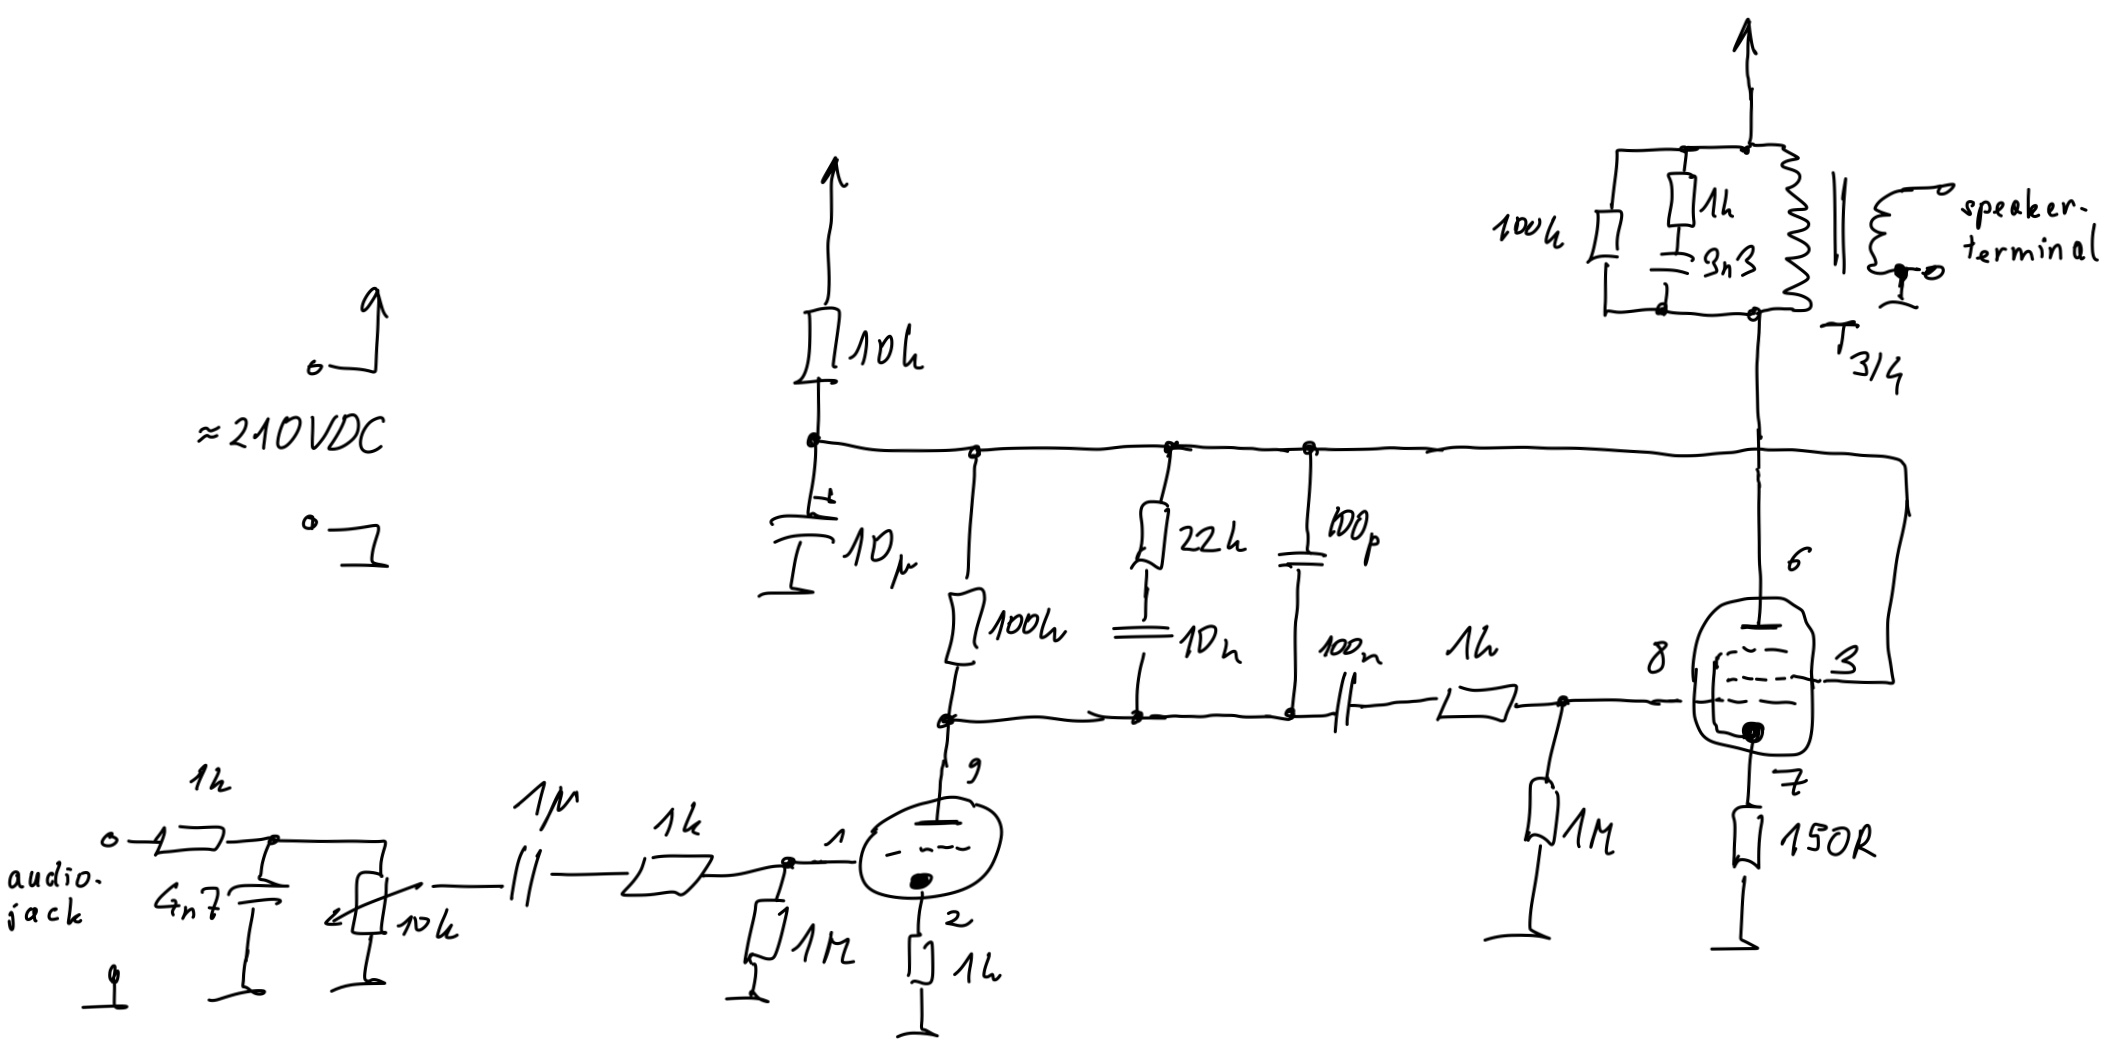 1k
3n3
100k
speaker-
terminal
T3/4
10k
≈210VDC
+
10µ
100k
22k
10n
100p
100n
1k
6
8
3
7
150R
1M
9
1k
1µ
1k
1
audio-
jack
4n7
10k
1M
2
1k